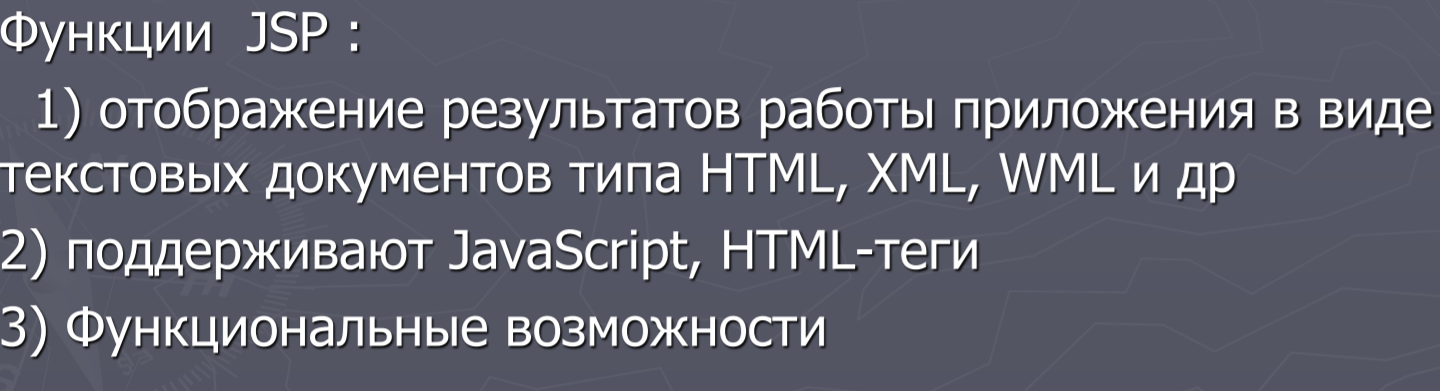 Функции  JSP :
1) отображение результатов работы приложения в виде
текстовых документов типа HTML, XML, WML и др
2) поддерживают JavaScript, HTML-теги
3) Функциональные возможности